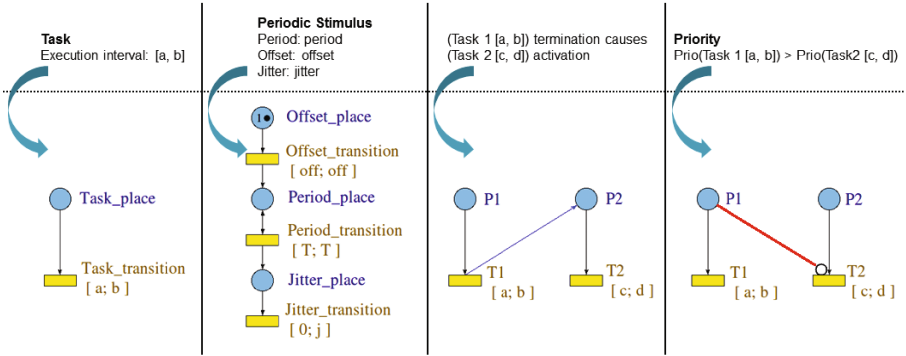 Task
Execution interval: [a, b]
Task_place
Task_transition
[ a; b ]
Periodic Stimulus
Period: period
Offset: offset
Jitter: jitter
1
Offset_place
Offset_transition
[ off; off ]
Period_place
Period_transition
[ T; T ]
Jitter_place
Jitter_transition
[ 0; j ]
(Task 1 [a, b]) termination causes
(Task 2 [c, d]) activation
P1
P2
T1
T2
[ a; b ]
[ c; d ]
Priority
Prio(Task 1 [a, b]) > Prio(Task2 [c, d])
P1
P2
T1
T2
[ a; b ]
[ c; d ]